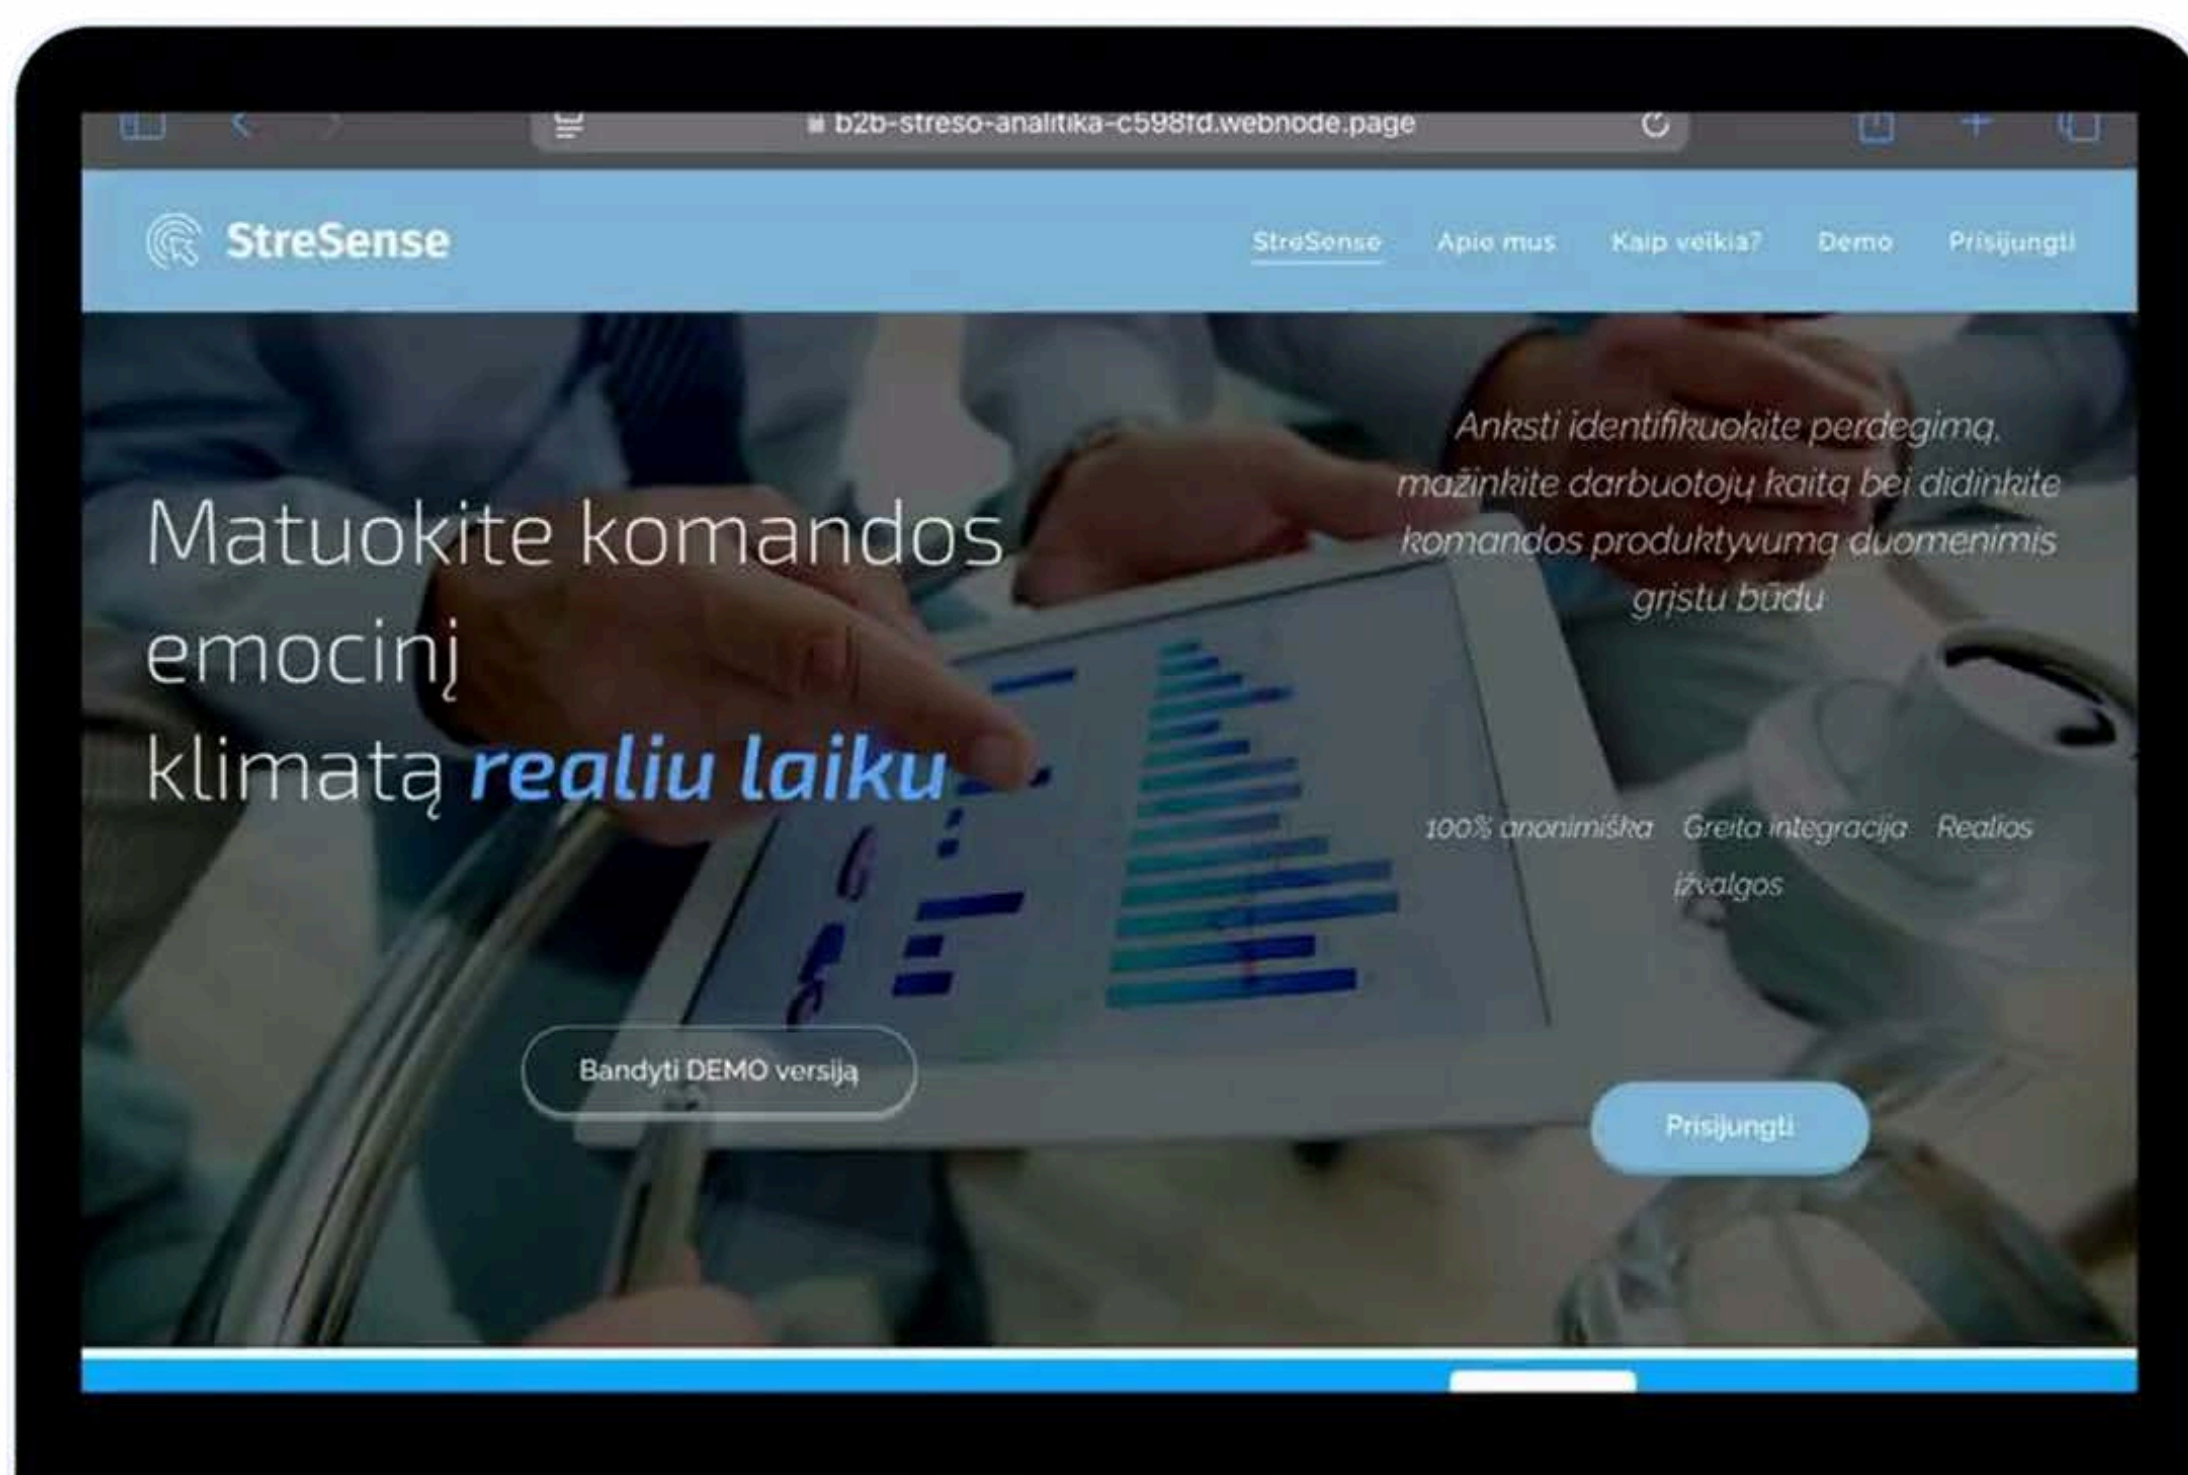 b2b-streso-analitika-c598fd.webnode.page
StreSense
StreSense Apie mus Kaip veikia? Demo Prisijungti
Matuokite komandos
emocinį
klimatą realiu laiku
Anksti identifikuokite perdegimą,
mažinkite darbuotojų kaitą bei didinkite
komandos produktyvumą duomenimis
grįstu būdu
100% anonimiška Greita integracija Realios
įžvalgos
Bandyti DEMO versiją
Prisijungti